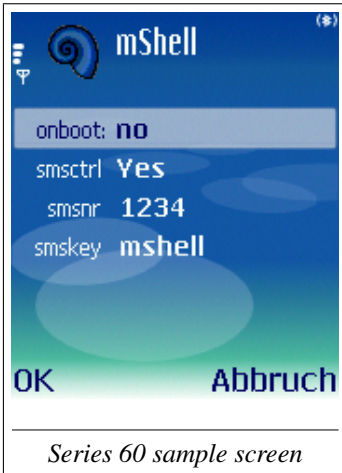 mShell
onboot: no
smsctrl Yes
smsnr 1234
smskey mshell
OK Abbruch
Series 60 sample screen